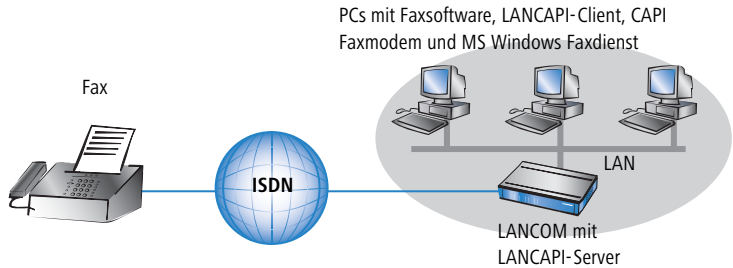 PCs mit Faxsoftware, LANCAPI-Client, CAPI
Faxmodem und MS Windows Faxdienst
Fax
ISDN
LAN
LANCOM mit
LANCAPI-Server